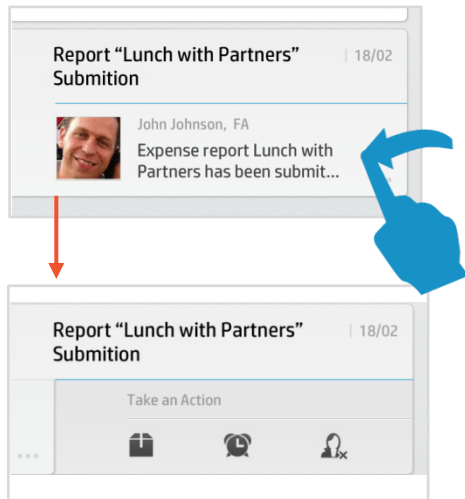 Report “Lunch with Partners”
| 18/02
Submition
John Johnson, FA
Expense report Lunch with
Partners has been submit...
Report “Lunch with Partners”
| 18/02
Submition
Take an Action